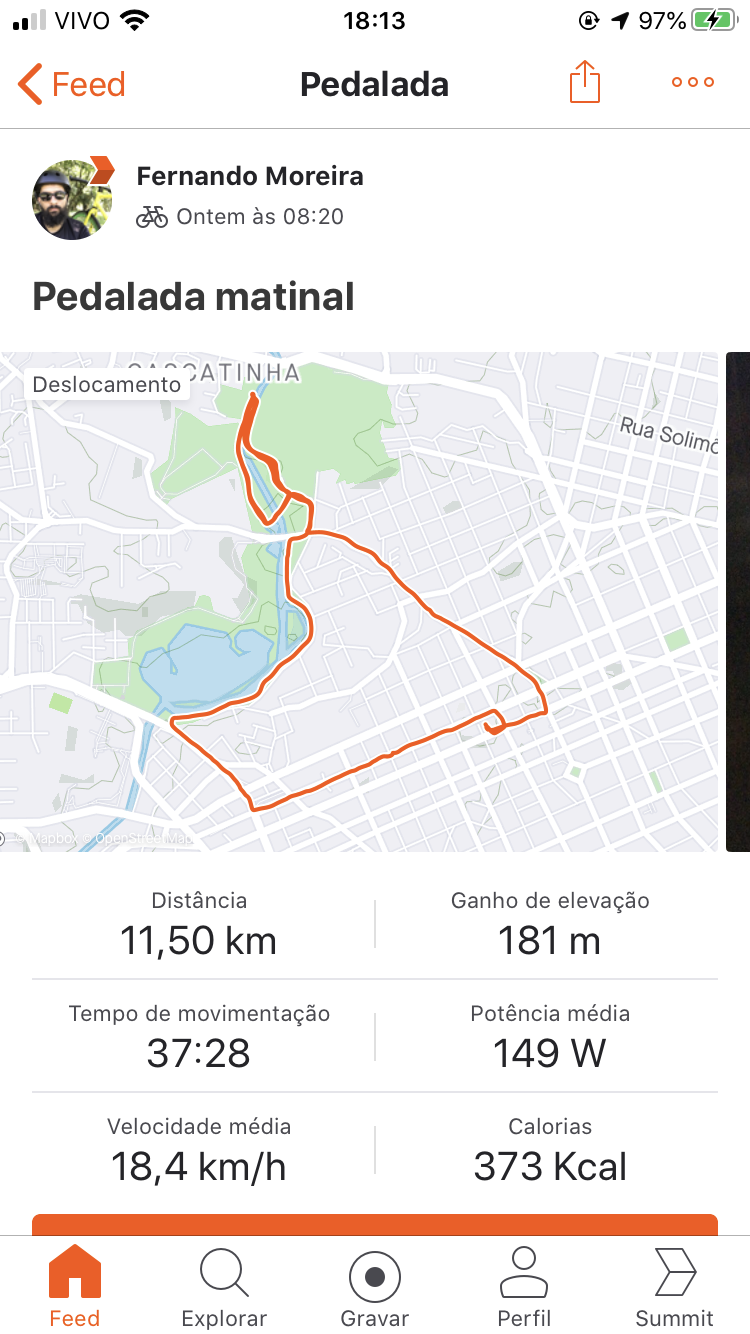 VIVO 18:13 97%
Feed Pedalada
Fernando Moreira
Ontem às 08:20
Pedalada matinal
CASCATINHA
Deslocamento
Rua Solimõ
© Mapbox © OpenStreetMap
Distância Ganho de elevação
11,50 km 181 m
Tempo de movimentação Potência média
37:28 149 W
Velocidade média Calorias
18,4 km/h 373 Kcal
Feed Explorar Gravar Perfil Summit